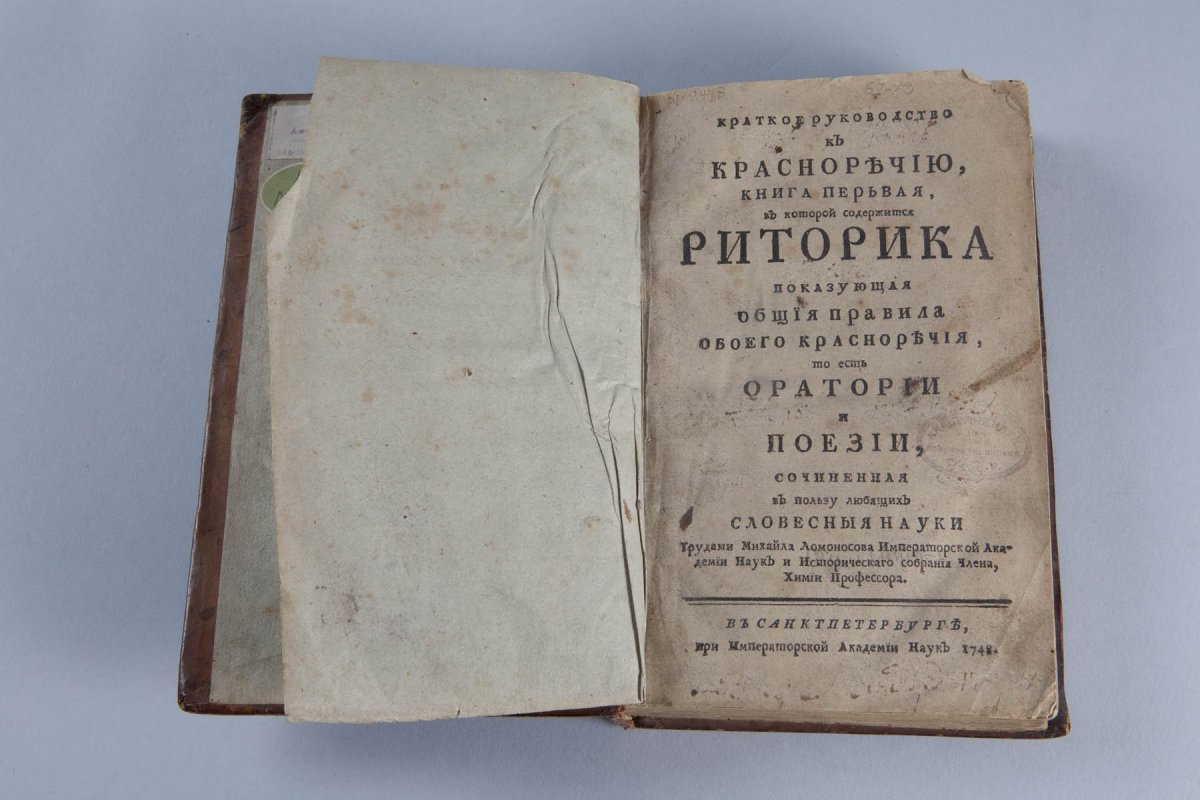 КРАТКОЕ РУКОВОДСТВО
КЪ
КРАСНОРѢЧІЮ,
КНИГА ПЕРЬВАЯ,
въ которой содержится
РИТОРИКА
ПОКАЗУЮЩАЯ
ОБЩІЯ ПРАВИЛА
ОБОЕГО КРАСНОРѢЧІЯ,
то есть
ОРАТОРІИ
И
ПОЕЗІИ,
СОЧИНЕННАЯ
въ пользу любящихъ
СЛОВЕСНЫЯ НАУКИ
Трудами Михайла Ломоносова Императорской Ака-
деміи Наукъ и Историческаго собранія Члена,
Химіи Профессора.
ВЪ САНКТПЕТЕРБУРГѢ,
при Императорской Академіи Наукъ 1748.